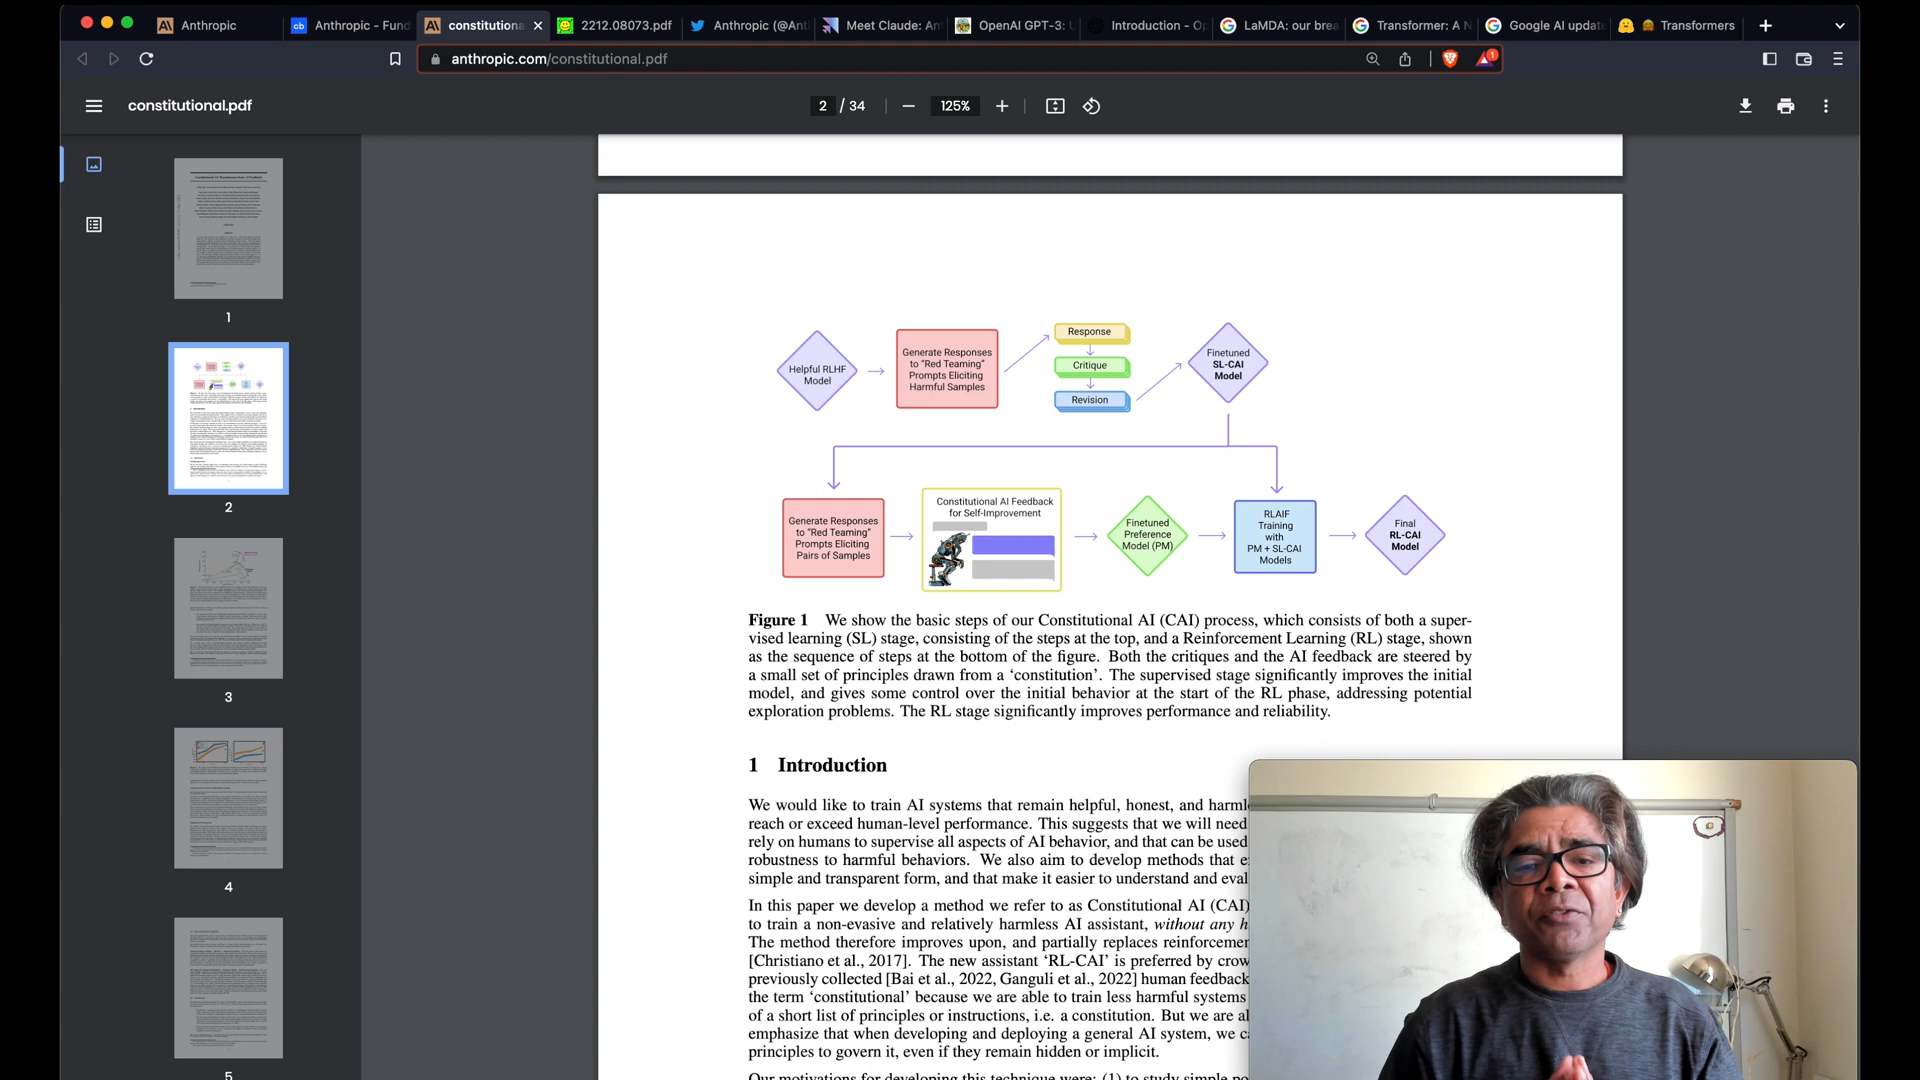 Anthropic
Anthropic - Fund
constitutiona
2212.08073.pdf
Anthropic (@Ant
Meet Claude: An
OpenAI GPT-3: U
Introduction - Op
LaMDA: our brea
Transformer: A N
Google AI update
Transformers
anthropic.com/constitutional.pdf
1
constitutional.pdf
2 / 34
125%
1
2
3
4
5
Helpful RLHF
Model
Generate Responses
to "Red Teaming"
Prompts Eliciting
Harmful Samples
Response
Critique
Revision
Finetuned
SL-CAI
Model
Generate Responses
to "Red Teaming"
Prompts Eliciting
Pairs of Samples
Constitutional AI Feedback
for Self-Improvement
Finetuned
Preference
Model (PM)
RLAIF
Training
with
PM + SL-CAI
Models
Final
RL-CAI
Model
Figure 1 We show the basic steps of our Constitutional AI (CAI) process, which consists of both a super-
vised learning (SL) stage, consisting of the steps at the top, and a Reinforcement Learning (RL) stage, shown
as the sequence of steps at the bottom of the figure. Both the critiques and the AI feedback are steered by
a small set of principles drawn from a ‘constitution’. The supervised stage significantly improves the initial
model, and gives some control over the initial behavior at the start of the RL phase, addressing potential
exploration problems. The RL stage significantly improves performance and reliability.
1 Introduction
We would like to train AI systems that remain helpful, honest, and harml
reach or exceed human-level performance. This suggests that we will need
rely on humans to supervise all aspects of AI behavior, and that can be used
robustness to harmful behaviors. We also aim to develop methods that e
simple and transparent form, and that make it easier to understand and eval
In this paper we develop a method we refer to as Constitutional AI (CAI)
to train a non-evasive and relatively harmless AI assistant, without any h
The method therefore improves upon, and partially replaces reinforcemen
[Christiano et al., 2017]. The new assistant ‘RL-CAI’ is preferred by crow
previously collected [Bai et al., 2022, Ganguli et al., 2022] human feedback
the term ‘constitutional’ because we are able to train less harmful systems
of a short list of principles or instructions, i.e. a constitution. But we are al
emphasize that when developing and deploying a general AI system, we ca
principles to govern it, even if they remain hidden or implicit.
Our motivations for developing this technique were: (1) to study simple po